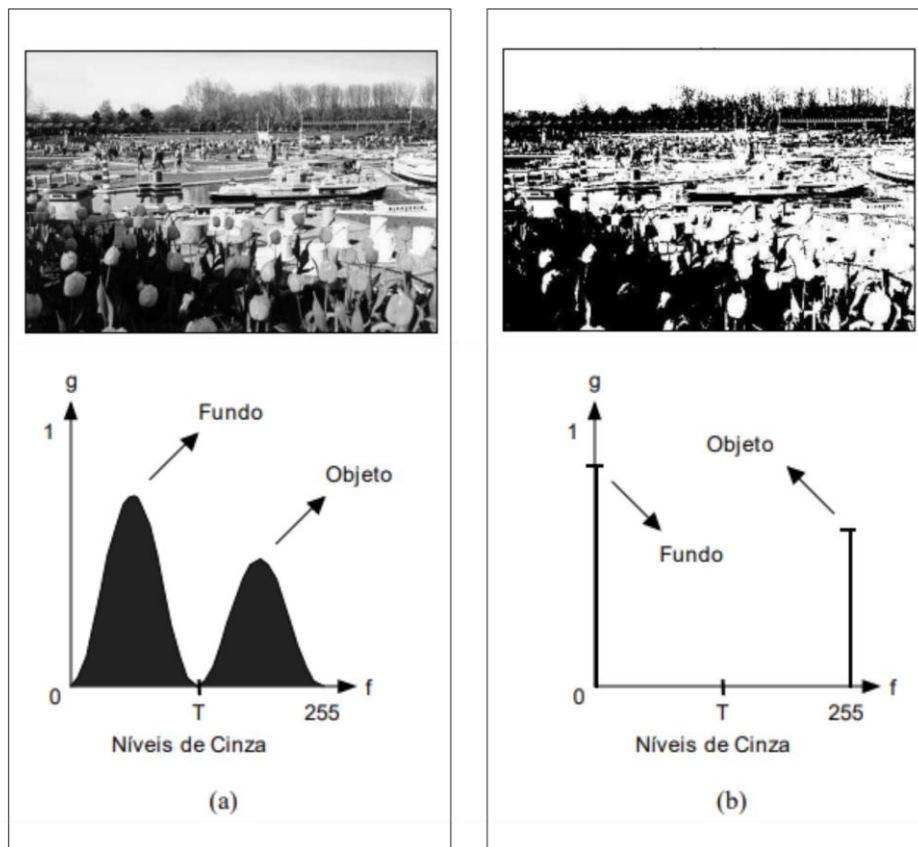 g
1
Fundo
Objeto
0
T
255
f
Níveis de Cinza
(a)
g
1
Objeto
Fundo
0
T
255
f
Níveis de Cinza
(b)